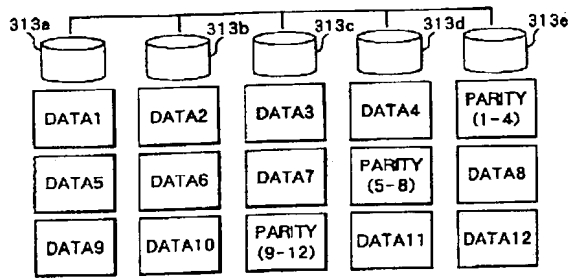 313a 313b 313c 313d 313e
DATA1 DATA2 DATA3 DATA4 PARITY
(1-4)
DATA5 DATA6 DATA7 PARITY
(5-8) DATA8
DATA9 DATA10 PARITY
(9-12) DATA11 DATA12